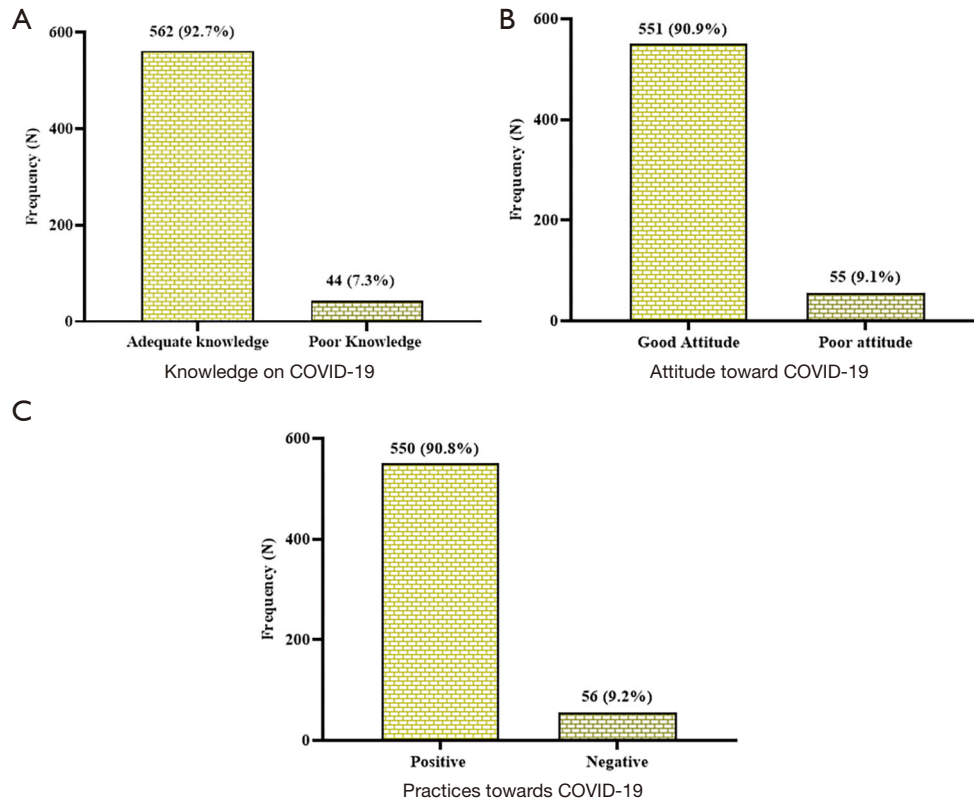 A
600
400
200
0
Frequency (N)
562 (92.7%)
44 (7.3%)
Adequate knowledge
Poor Knowledge
Knowledge on COVID-19
B
600
400
200
0
Frequency (N)
551 (90.9%)
55 (9.1%)
Good Attitude
Poor attitude
Attitude toward COVID-19
C
600
400
200
0
Frequency (N)
550 (90.8%)
56 (9.2%)
Positive
Negative
Practices towards COVID-19